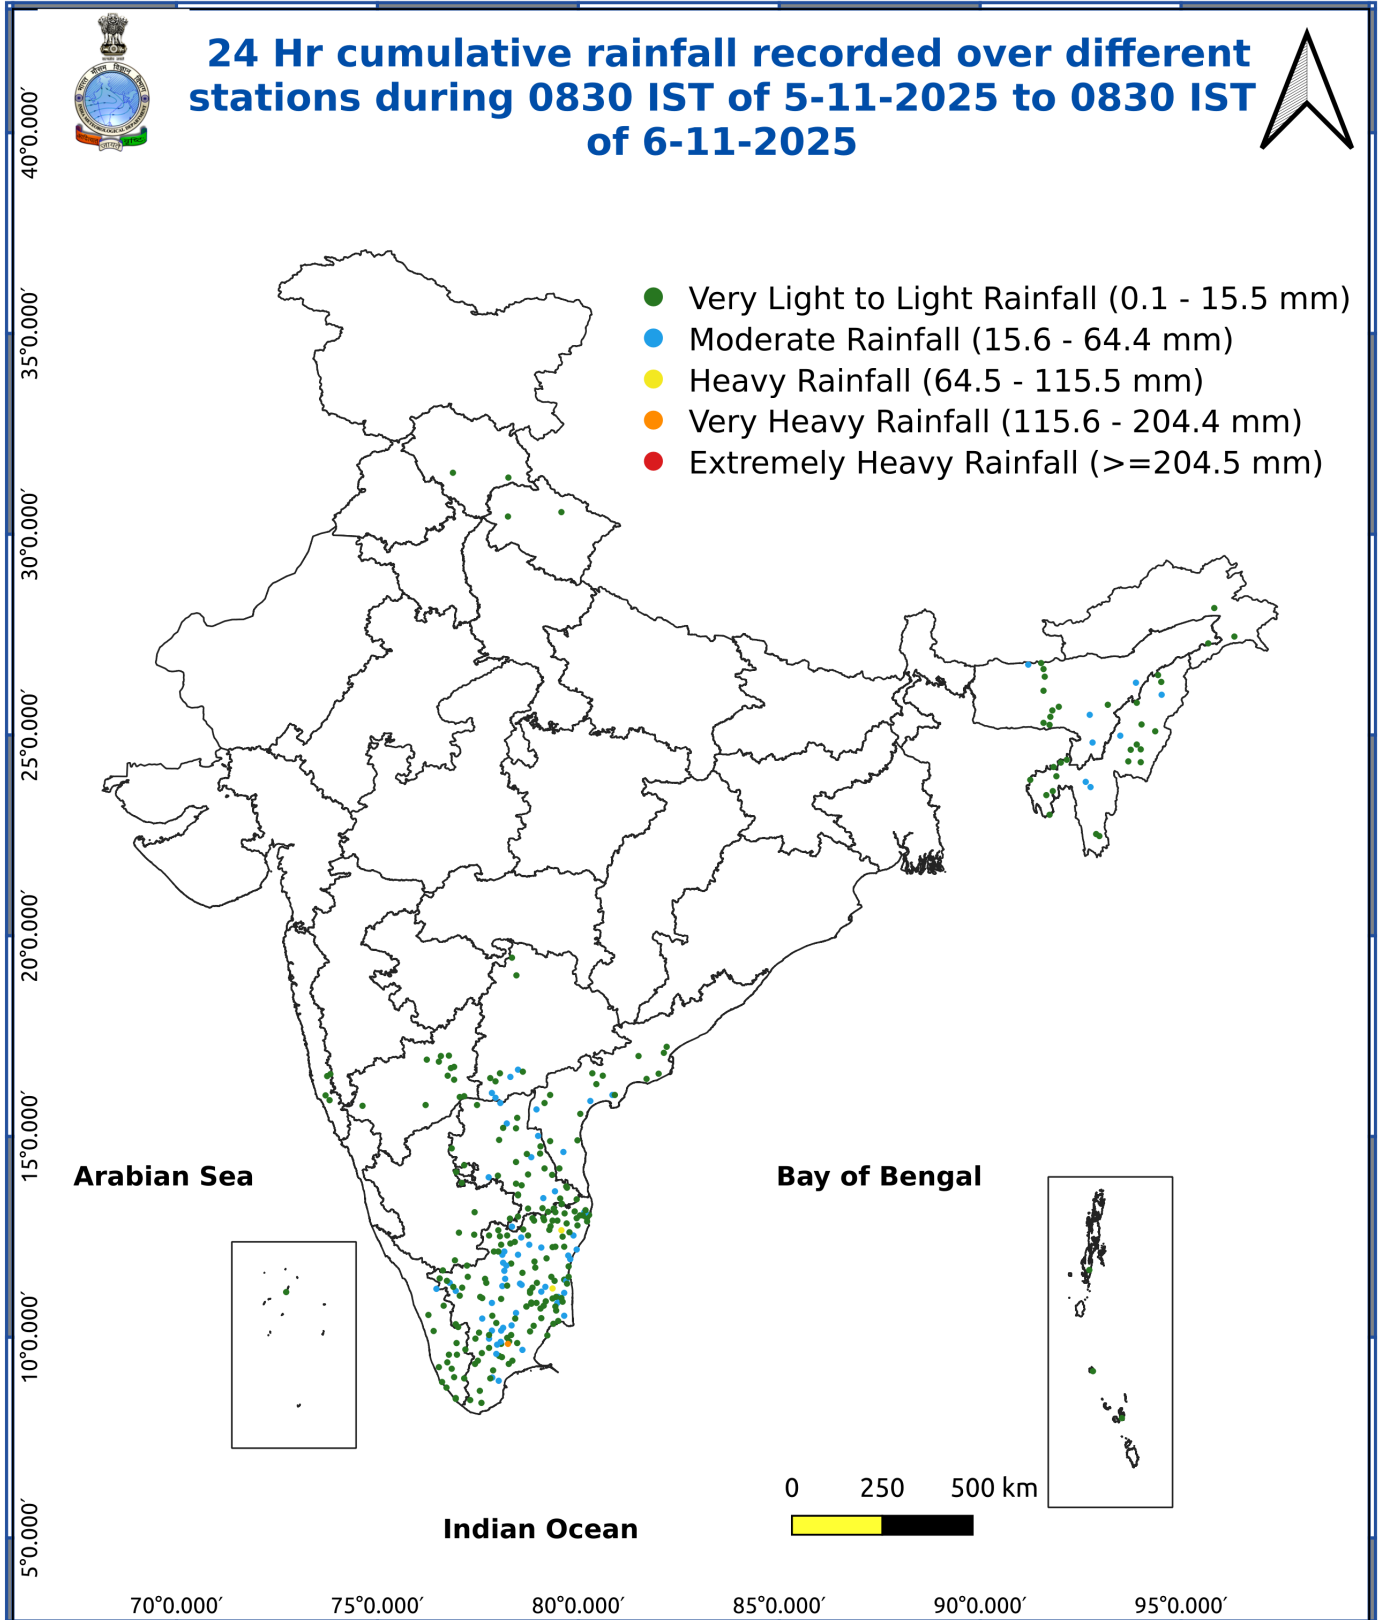 24 Hr cumulative rainfall recorded over different
stations during 0830 IST of 5-11-2025 to 0830 IST
of 6-11-2025
Very Light to Light Rainfall (0.1 - 15.5 mm)
Moderate Rainfall (15.6 - 64.4 mm)
Heavy Rainfall (64.5 - 115.5 mm)
Very Heavy Rainfall (115.6 - 204.4 mm)
Extremely Heavy Rainfall (>=204.5 mm)
40°0.000′
35°0.000′
30°0.000′
25°0.000′
20°0.000′
15°0.000′
10°0.000′
5°0.000′
Arabian Sea
Bay of Bengal
Indian Ocean
0 250 500 km
70°0.000′ 75°0.000′ 80°0.000′ 85°0.000′ 90°0.000′ 95°0.000′